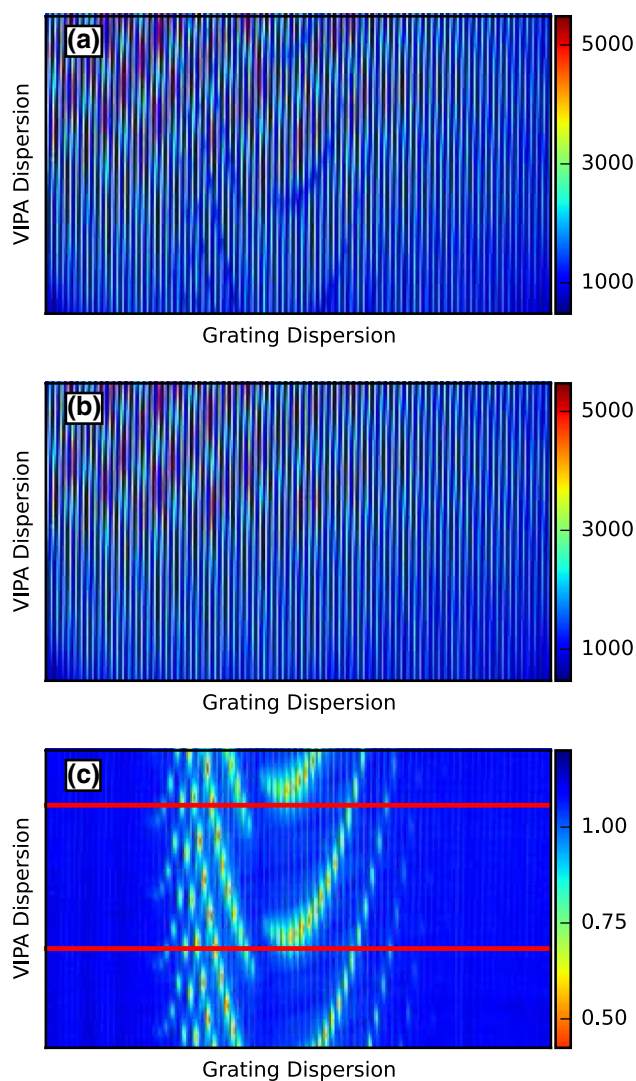 (a)
VIPA Dispersion
5000
3000
1000
Grating Dispersion
(b)
VIPA Dispersion
5000
3000
1000
Grating Dispersion
(c)
VIPA Dispersion
1.00
0.75
0.50
Grating Dispersion